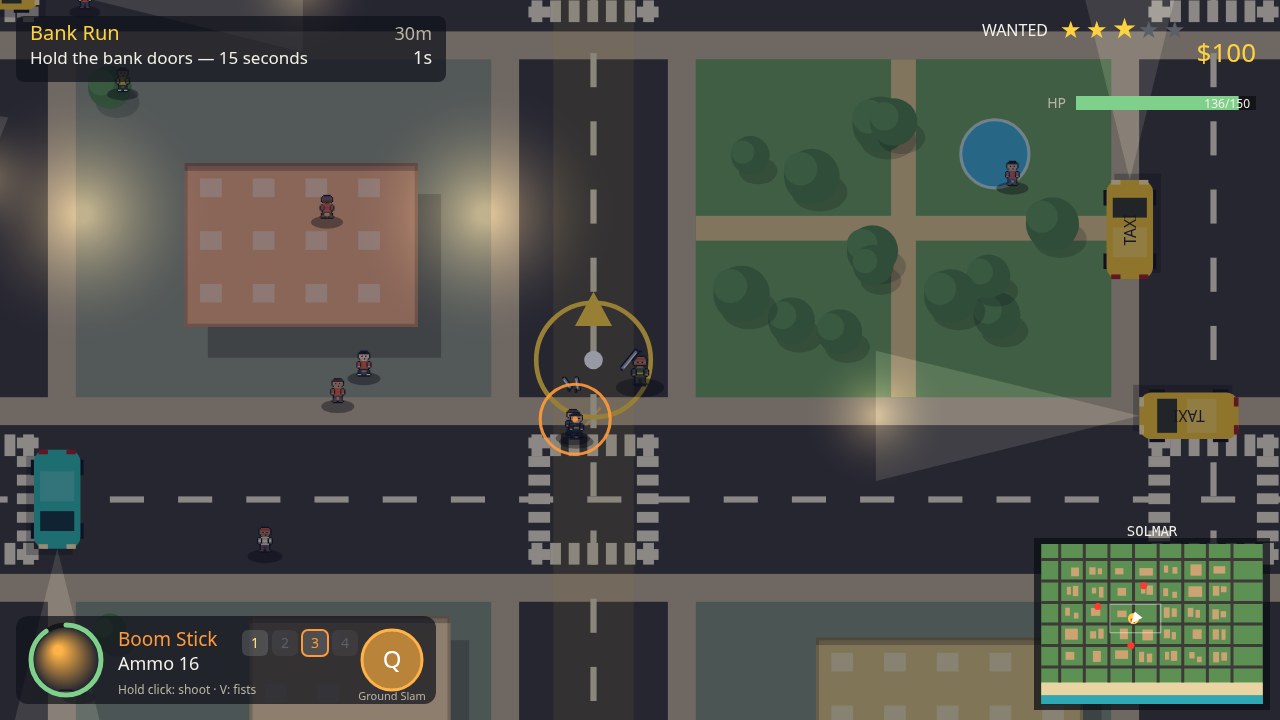 Bank Run 30m
Hold the bank doors — 15 seconds 1s
WANTED
$100
HP 136/150
TAXI
TAXI
SOLMAR
Boom Stick
1 2 3 4
Ammo 16
Hold click: shoot · V: fists
Q
Ground Slam